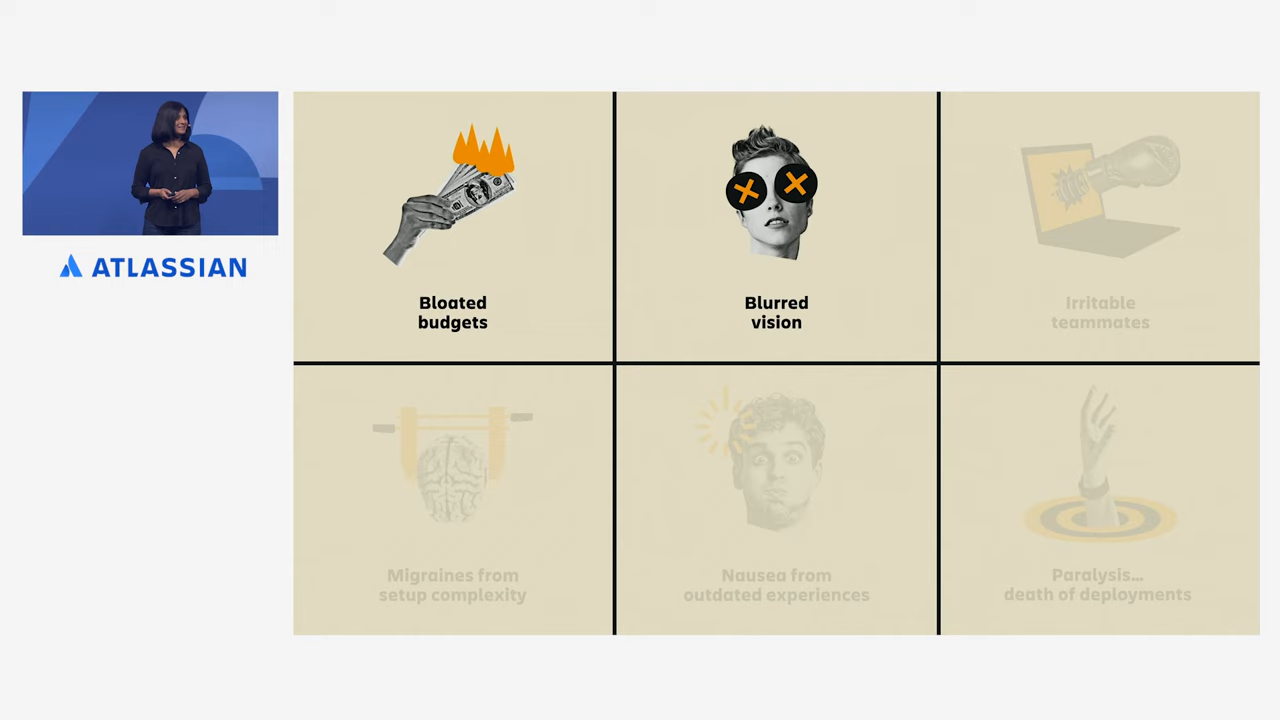 ATLASSIAN
Bloated
budgets
Blurred
vision
Irritable
teammates
Migraines from
setup complexity
Nausea from
outdated experiences
Paralysis...
death of deployments